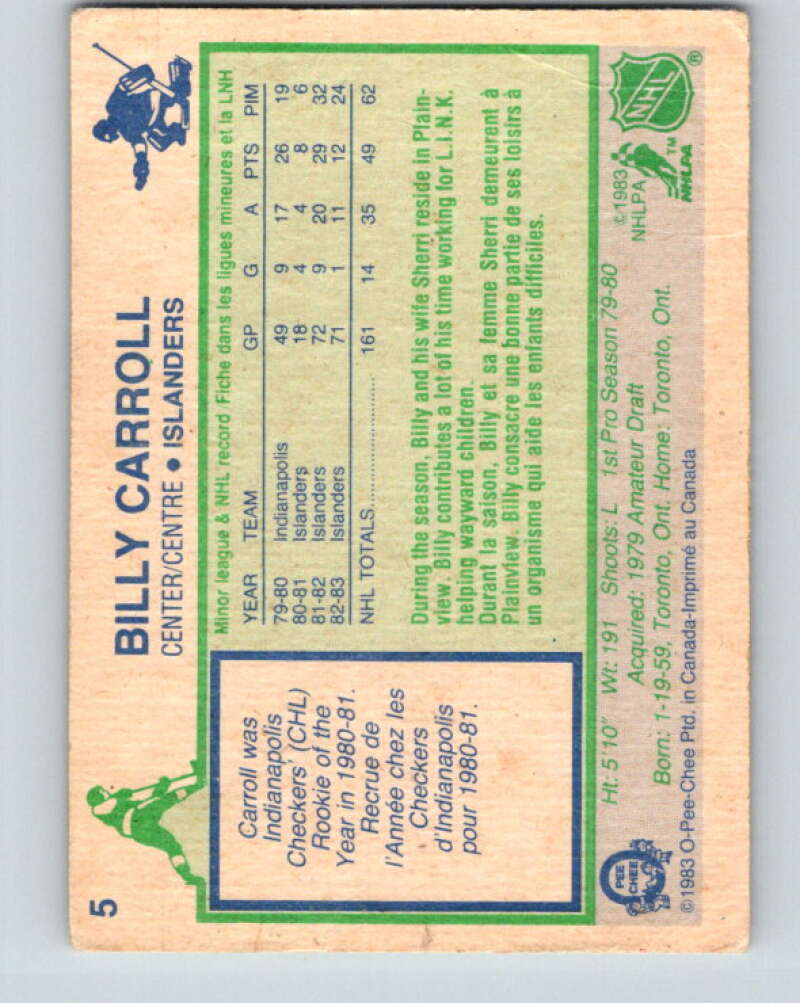 5
BILLY CARROLL
CENTER/CENTRE • ISLANDERS
Carroll was
Indianapolis
Checkers' (CHL)
Rookie of the
Year in 1980-81.
Recrue de
l'Année chez les
Checkers
d'Indianapolis
pour 1980-81.
Minor league & NHL record Fiche dans les ligues mineures et la LNH
YEAR TEAM GP G A PTS PIM
79-80 Indianapolis 49 9 17 26 19
80-81 Islanders 18 4 4 8 6
81-82 Islanders 72 9 20 29 32
82-83 Islanders 71 1 11 12 24
NHL TOTALS 161 14 35 49 62
During the season, Billy and his wife Sherri reside in Plain-
view. Billy contributes a lot of his time working for L.I.N.K.
helping wayward children.
Durant la saison, Billy et sa femme Sherri demeurent à
Plainview. Billy consacre une bonne partie de ses loisirs à
un organisme qui aide les enfants difficiles.
Ht: 5'10" Wt: 191 Shoots: L 1st Pro Season 79-80
Acquired: 1979 Amateur Draft
Born: 1-19-59, Toronto, Ont. Home: Toronto, Ont.
©1983 O-Pee-Chee Ptd. in Canada-Imprimé au Canada
O
PEE
CHEE
©1983
NHLPA
NHL ®
NHLPA ™